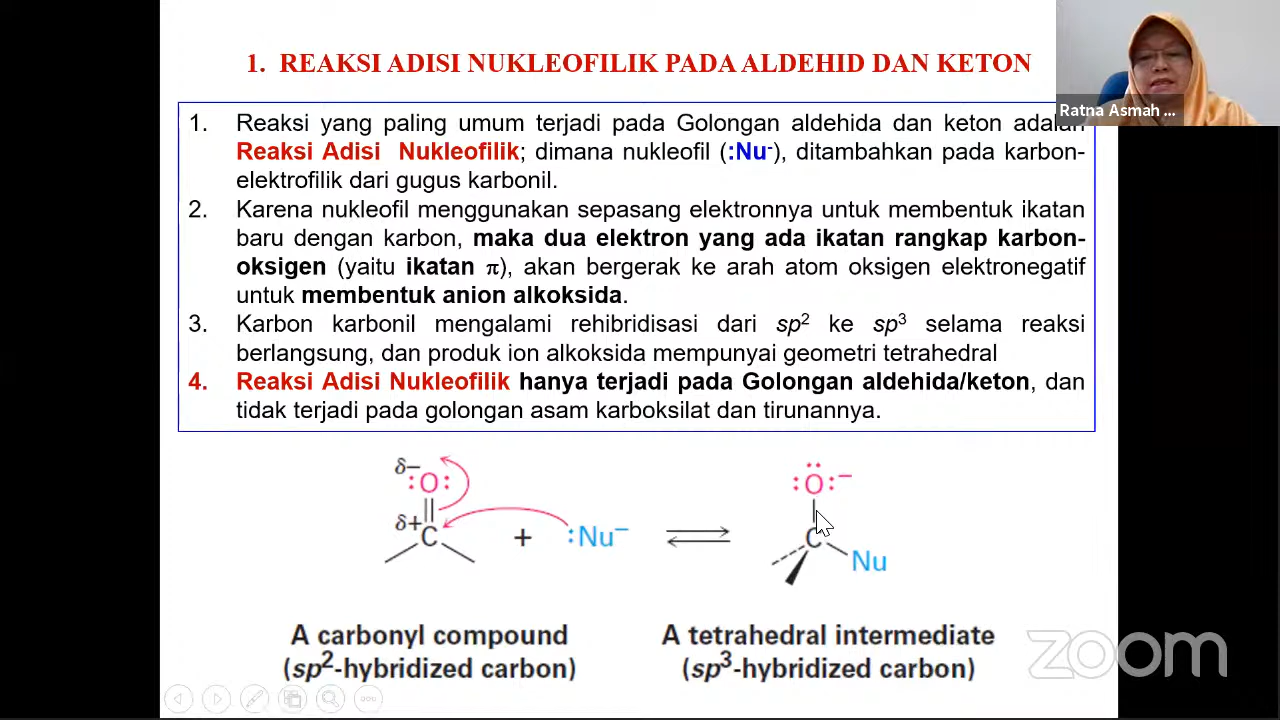 1. REAKSI ADISI NUKLEOFILIK PADA ALDEHID DAN KETON
Ratna Asmah ...
1. Reaksi yang paling umum terjadi pada Golongan aldehida dan keton adalah
Reaksi Adisi Nukleofilik; dimana nukleofil (:Nu-), ditambahkan pada karbon-
elektrofilik dari gugus karbonil.
2. Karena nukleofil menggunakan sepasang elektronnya untuk membentuk ikatan
baru dengan karbon, maka dua elektron yang ada ikatan rangkap karbon-
oksigen (yaitu ikatan π), akan bergerak ke arah atom oksigen elektronegatif
untuk membentuk anion alkoksida.
3. Karbon karbonil mengalami rehibridisasi dari sp2 ke sp3 selama reaksi
berlangsung, dan produk ion alkoksida mempunyai geometri tetrahedral
4. Reaksi Adisi Nukleofilik hanya terjadi pada Golongan aldehida/keton, dan
tidak terjadi pada golongan asam karboksilat dan tirunannya.
δ−
:O:
δ+
C
+
:Nu−
:O:−
C
Nu
A carbonyl compound
(sp2-hybridized carbon)
A tetrahedral intermediate
(sp3-hybridized carbon)
zoom